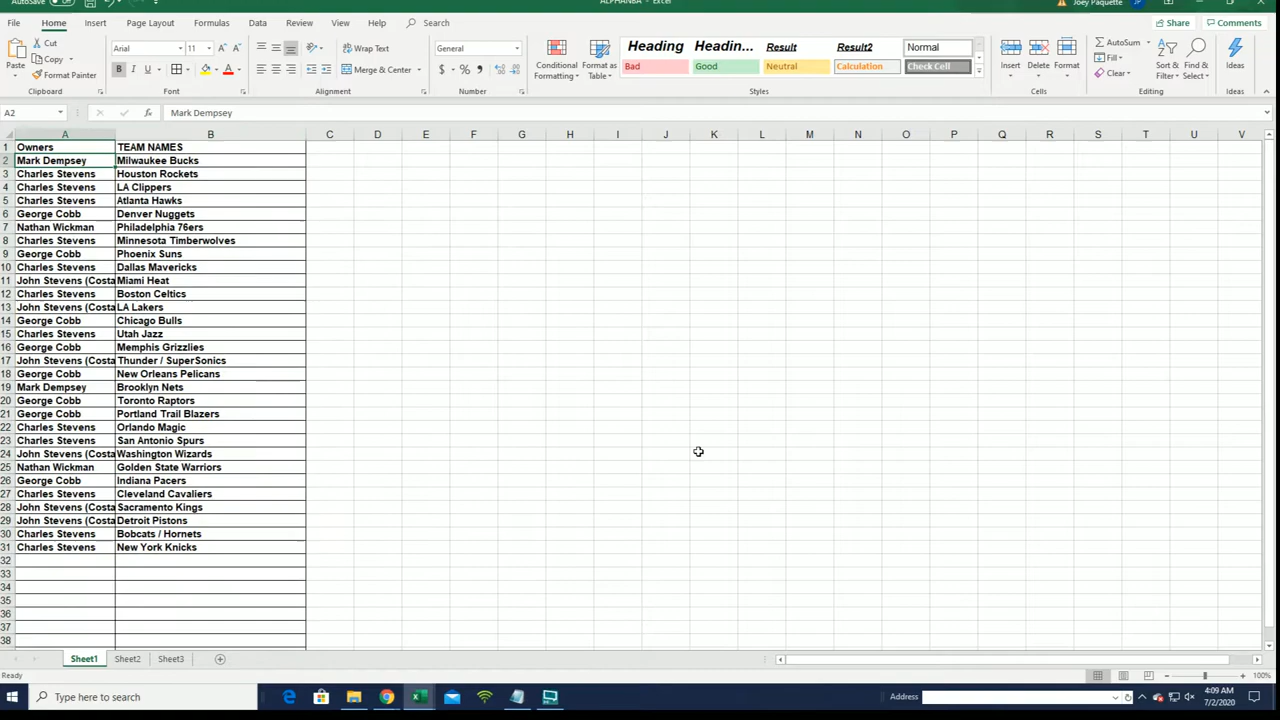 AutoSave Off
ALPHANBA - Excel
Joey Paquette JP
File Home Insert Page Layout Formulas Data Review View Help Search Share Comments
Paste Cut Copy Format Painter Clipboard
Arial 11 A A B I U A Font
Wrap Text Merge & Center Alignment
General $ % , Number
Conditional Formatting Format as Table
Heading Headin... Result Result2 Normal
Bad Good Neutral Calculation Check Cell
Styles
Insert Delete Format Cells
AutoSum Fill Clear Sort & Filter Find & Select Editing
Ideas Ideas
A2 fx Mark Dempsey
A B C D E F G H I J K L M N O P Q R S T U V
1 Owners TEAM NAMES
2 Mark Dempsey Milwaukee Bucks
3 Charles Stevens Houston Rockets
4 Charles Stevens LA Clippers
5 Charles Stevens Atlanta Hawks
6 George Cobb Denver Nuggets
7 Nathan Wickman Philadelphia 76ers
8 Charles Stevens Minnesota Timberwolves
9 George Cobb Phoenix Suns
10 Charles Stevens Dallas Mavericks
11 John Stevens (Costa Miami Heat
12 Charles Stevens Boston Celtics
13 John Stevens (Costa LA Lakers
14 George Cobb Chicago Bulls
15 Charles Stevens Utah Jazz
16 George Cobb Memphis Grizzlies
17 John Stevens (Costa Thunder / SuperSonics
18 George Cobb New Orleans Pelicans
19 Mark Dempsey Brooklyn Nets
20 George Cobb Toronto Raptors
21 George Cobb Portland Trail Blazers
22 Charles Stevens Orlando Magic
23 Charles Stevens San Antonio Spurs
24 John Stevens (Costa Washington Wizards
25 Nathan Wickman Golden State Warriors
26 George Cobb Indiana Pacers
27 Charles Stevens Cleveland Cavaliers
28 John Stevens (Costa Sacramento Kings
29 John Stevens (Costa Detroit Pistons
30 Charles Stevens Bobcats / Hornets
31 Charles Stevens New York Knicks
32
33
34
35
36
37
38
Sheet1 Sheet2 Sheet3
Ready 100%
Type here to search Address 4:09 AM
7/2/2020